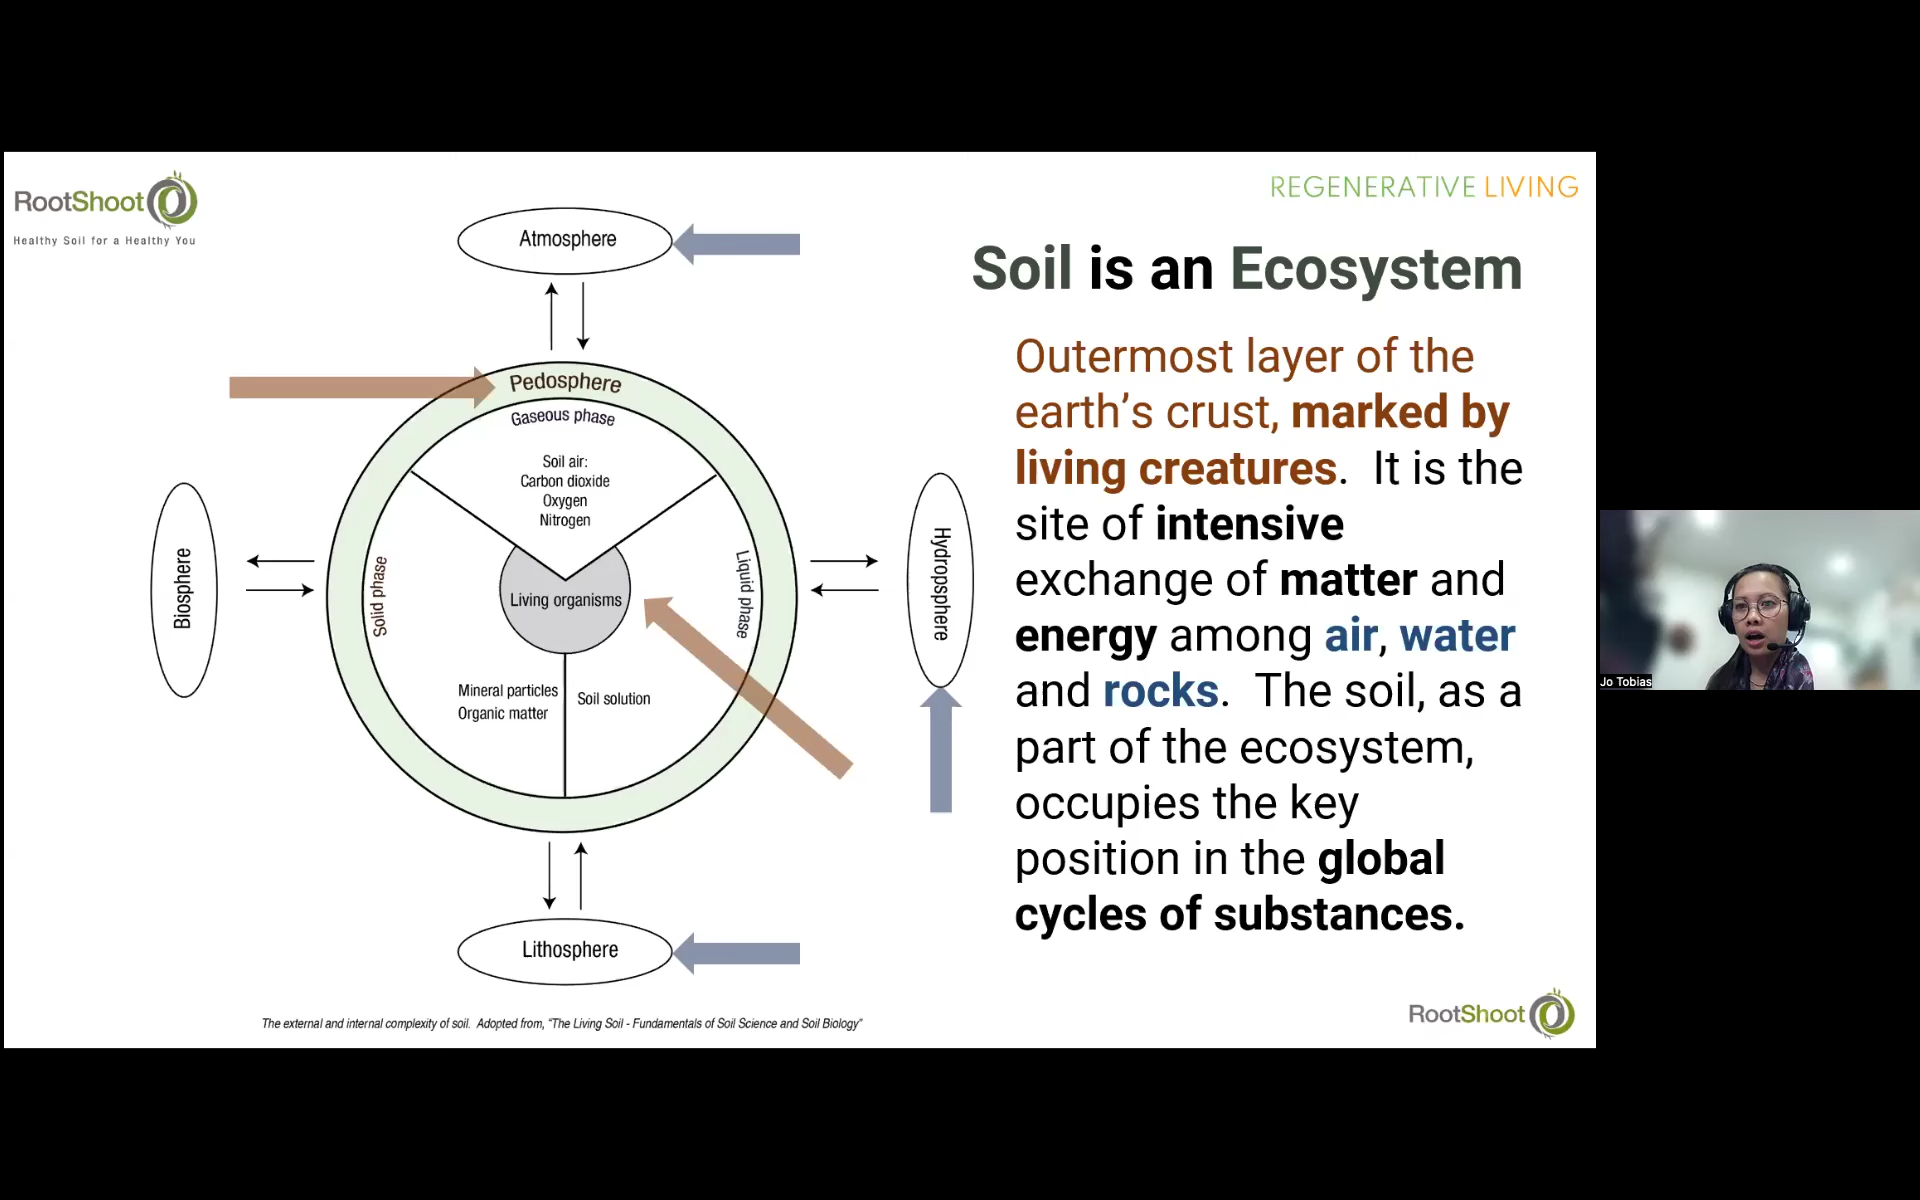 RootShoot
Healthy Soil for a Healthy You
REGENERATIVE LIVING
Atmosphere
Pedosphere
Gaseous phase
Soil air:
Carbon dioxide
Oxygen
Nitrogen
Biosphere
Solid phase
Living organisms
Liquid phase
Hydropshere
Mineral particles
Organic matter
Soil solution
Lithosphere
The external and internal complexity of soil. Adopted from, “The Living Soil - Fundamentals of Soil Science and Soil Biology”
Soil is an Ecosystem
Outermost layer of the
earth’s crust, marked by
living creatures. It is the
site of intensive
exchange of matter and
energy among air, water
and rocks. The soil, as a
part of the ecosystem,
occupies the key
position in the global
cycles of substances.
RootShoot
Jo Tobias